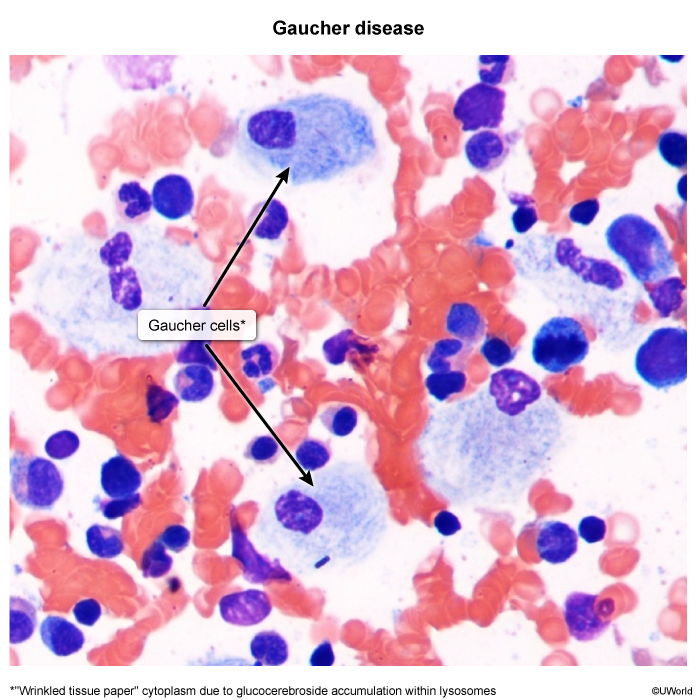 Gaucher disease
Gaucher cells*
*"Wrinkled tissue paper" cytoplasm due to glucocerebroside accumulation within lysosomes
©UWorld